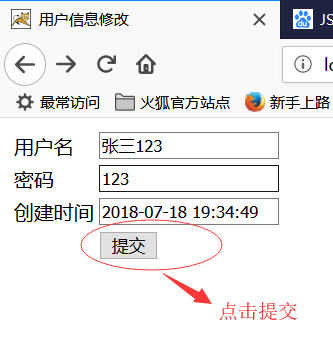 用户信息修改
JS
lo
最常访问 火狐官方站点 新手上路
用户名 张三123
密码 123
创建时间 2018-07-18 19:34:49
提交
点击提交